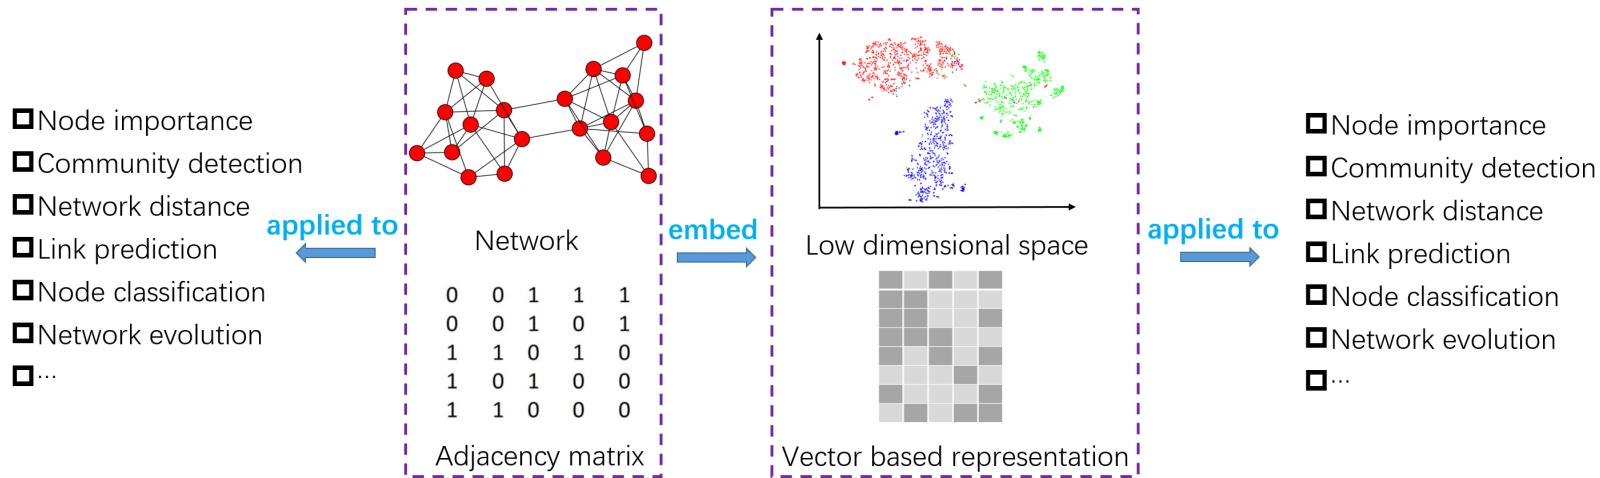 Node importance
Community detection
Network distance
Link prediction
Node classification
Network evolution
...
applied to
Network
0 0 1 1 1
0 0 1 0 1
1 1 0 1 0
1 0 1 0 0
1 1 0 0 0
Adjacency matrix
embed
Low dimensional space
Vector based representation
applied to
Node importance
Community detection
Network distance
Link prediction
Node classification
Network evolution
...